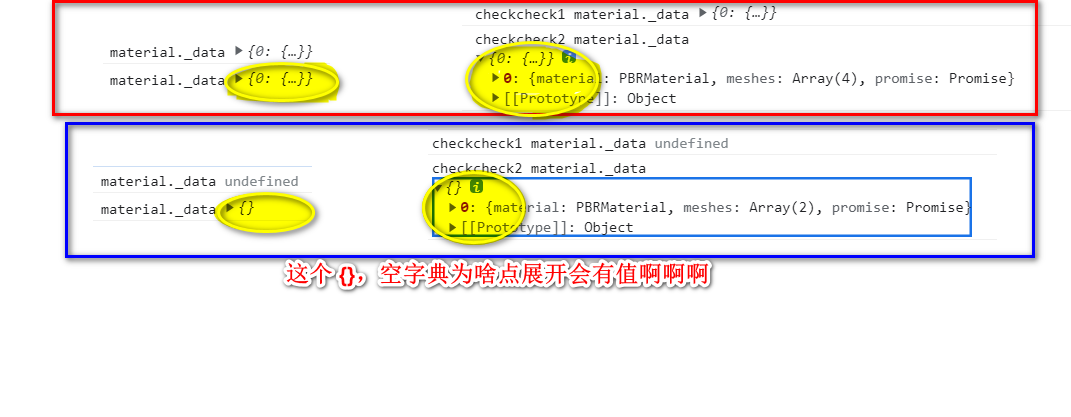 checkcheck1 material._data ▶{0: {…}}
checkcheck2 material._data
material._data ▶{0: {…}}
▼{0: {…}} i
material._data ▶{0: {…}}
▶0: {material: PBRMaterial, meshes: Array(4), promise: Promise}
▶[[Prototype]]: Object
checkcheck1 material._data undefined
checkcheck2 material._data
material._data undefined
▼{} i
material._data ▶{}
▶0: {material: PBRMaterial, meshes: Array(2), promise: Promise}
▶[[Prototype]]: Object
这个 {}，空字典为啥点展开会有值啊啊啊